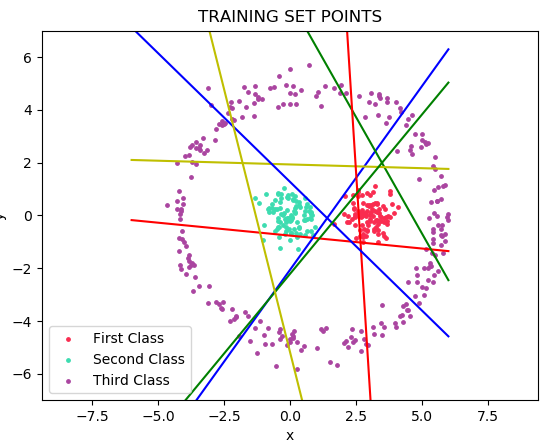 TRAINING SET POINTS
6
4
2
0
−2
−4
−6
y
First Class
Second Class
Third Class
−7.5 −5.0 −2.5 0.0 2.5 5.0 7.5
x